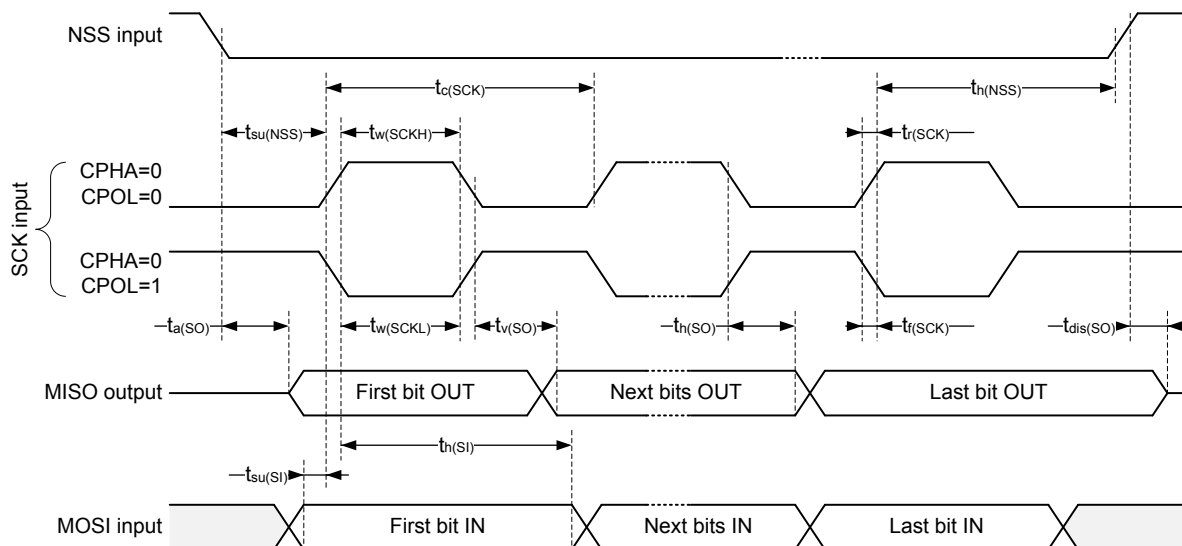 NSS input
tc(SCK)
th(NSS)
tsu(NSS)
tw(SCKH)
tr(SCK)
SCK input
CPHA=0
CPOL=0
CPHA=0
CPOL=1
ta(SO)
tw(SCKL)
tv(SO)
th(SO)
tf(SCK)
tdis(SO)
MISO output
First bit OUT
Next bits OUT
Last bit OUT
th(SI)
tsu(SI)
MOSI input
First bit IN
Next bits IN
Last bit IN